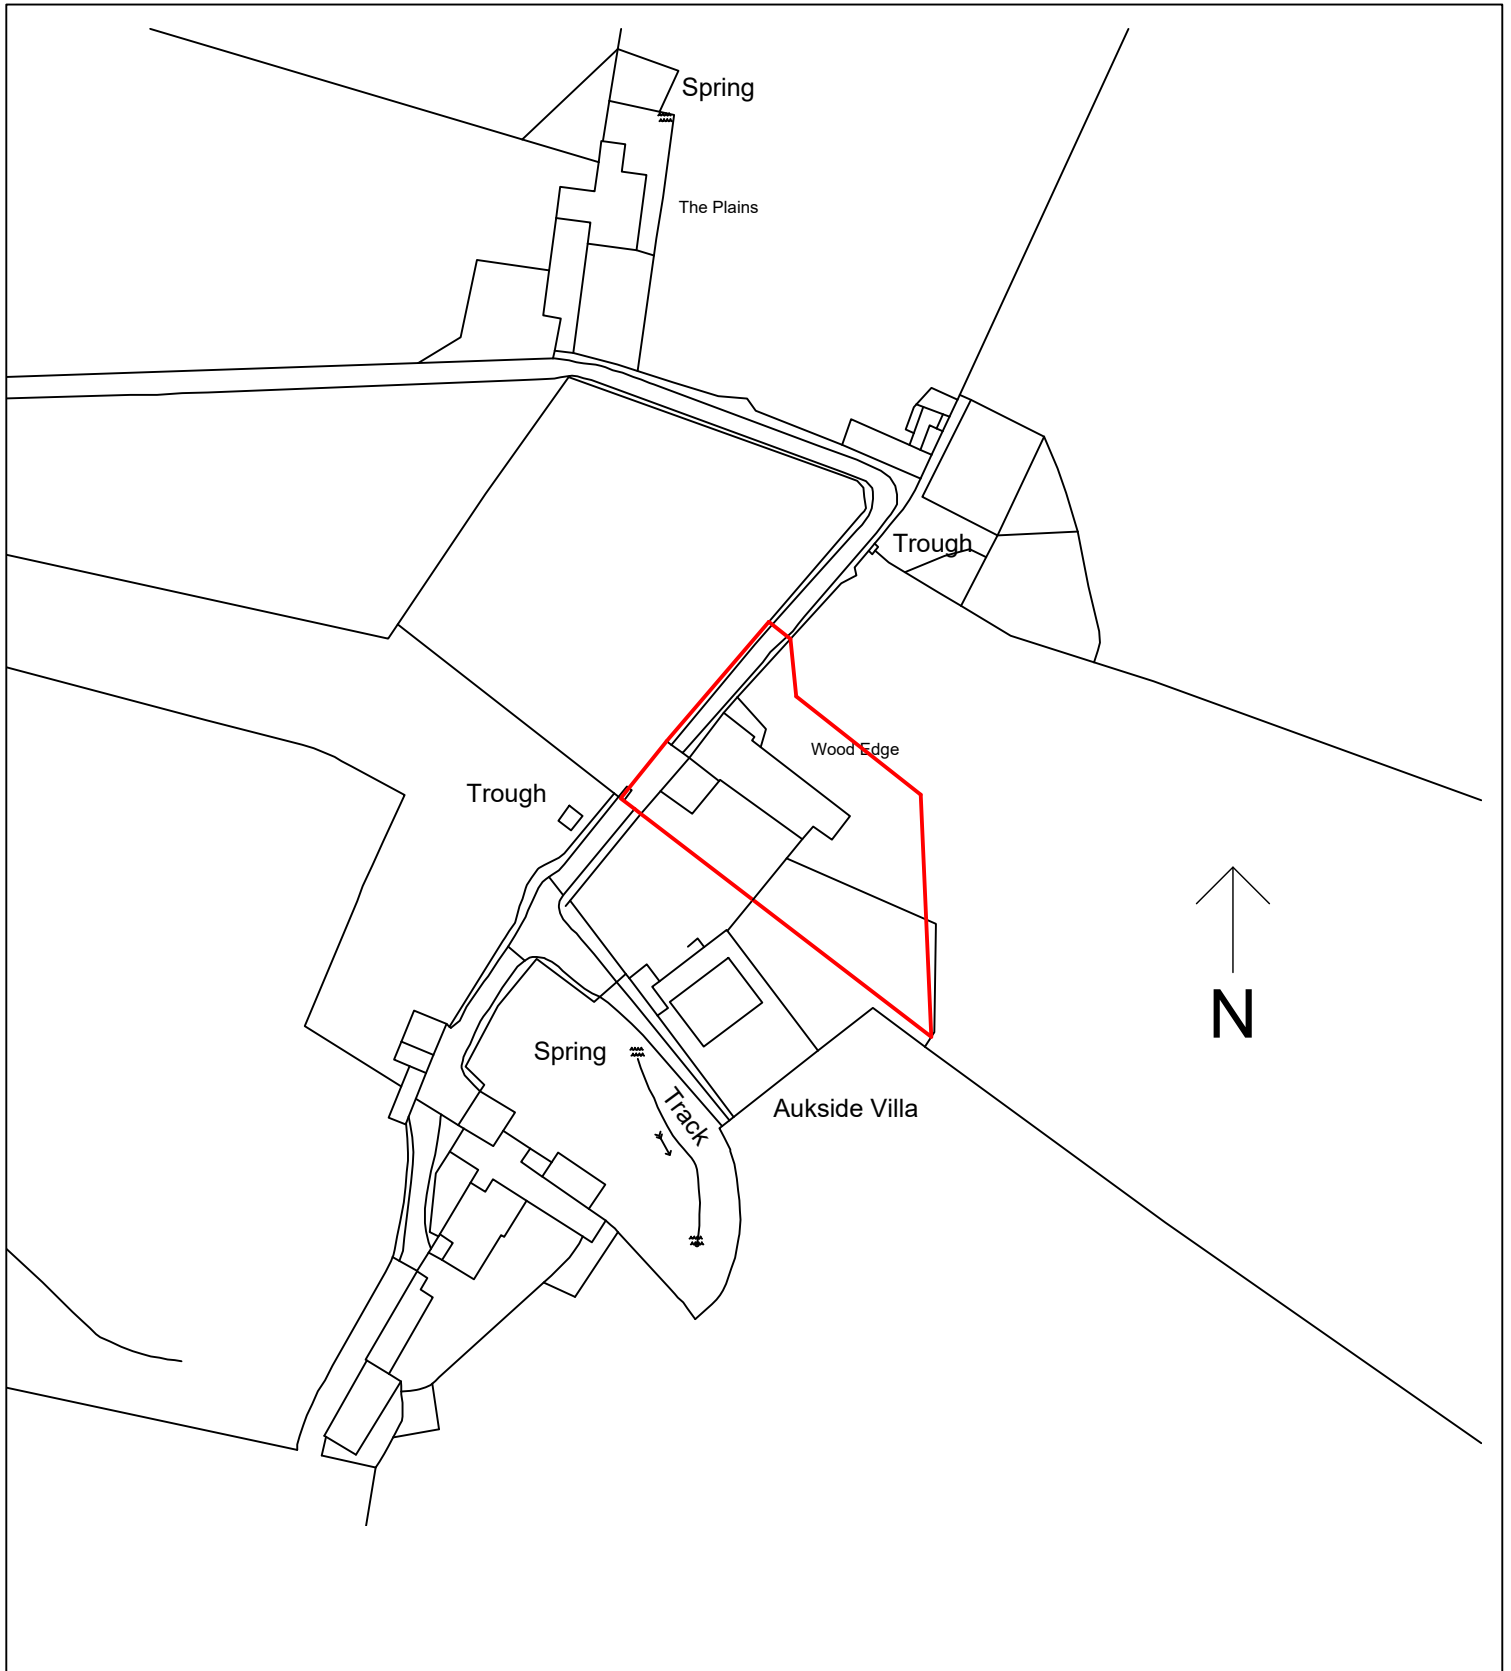 Spring
The Plains
Trough
Wood Edge
Trough
N
Spring
Track
Aukside Villa